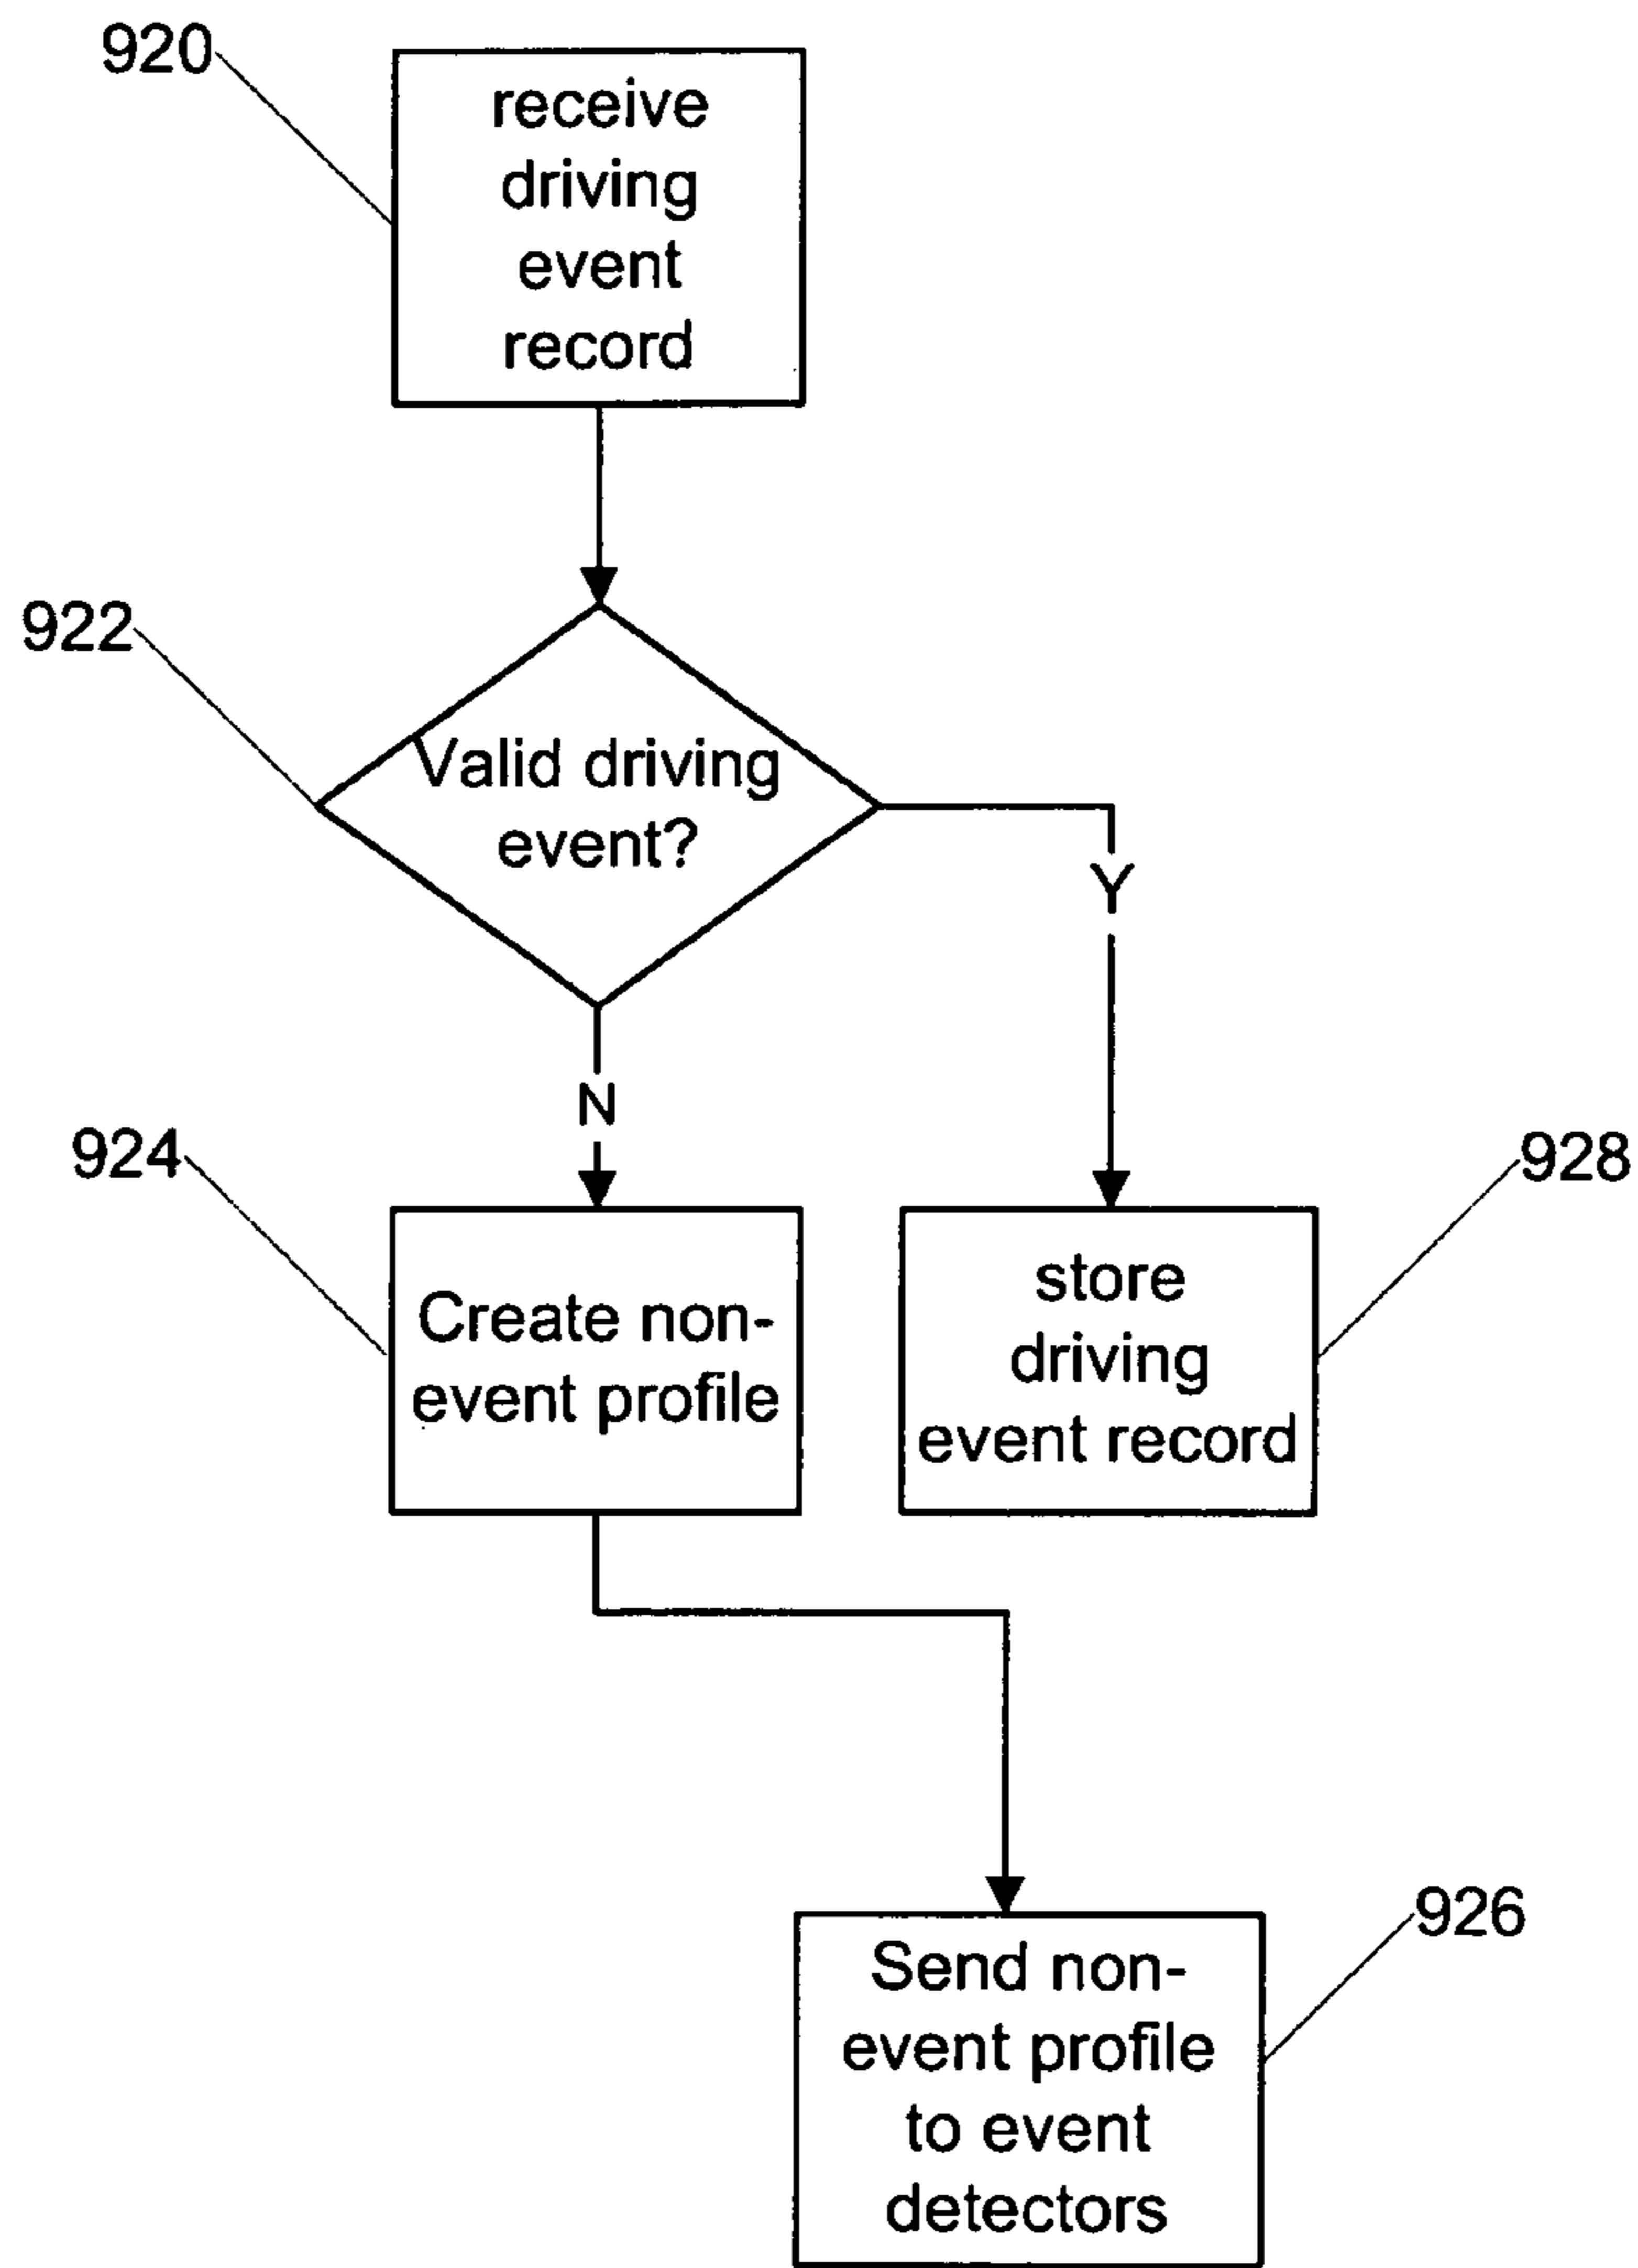 920
receive
driving
event
record
922
Valid driving
event?
Y
N
924
928
Create non-
event profile
store
driving
event record
926
Send non-
event profile
to event
detectors